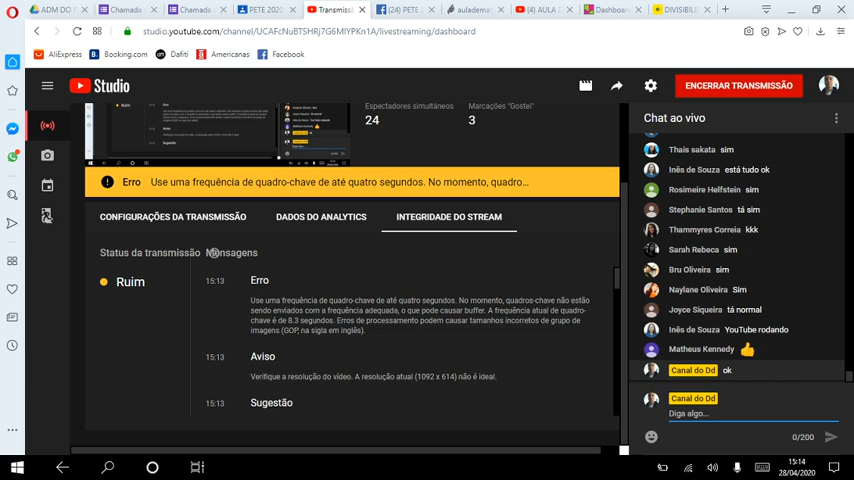 ADM DO F
Chamada
Chamada
PETE 2020
Transmiss
(24) PETE
aulademat
(4) AULA
Dashboar
DIVISIBILI
studio.youtube.com/channel/UCAFcNuBTSHRj7G6MIYPKn1A/livestreaming/dashboard
AliExpress
Booking.com
Dafiti
Americanas
Facebook
Studio
ENCERRAR TRANSMISSÃO
Espectadores simultâneos
24
Marcações "Gostei"
3
Erro Use uma frequência de quadro-chave de até quatro segundos. No momento, quadro...
CONFIGURAÇÕES DA TRANSMISSÃO
DADOS DO ANALYTICS
INTEGRIDADE DO STREAM
Status da transmissão
Mensagens
Ruim
15:13
Erro
Use uma frequência de quadro-chave de até quatro segundos. No momento, quadros-chave não estão
sendo enviados com a frequência adequada, o que pode causar buffer. A frequência atual de quadro-
chave é de 8.3 segundos. Erros de processamento podem causar tamanhos incorretos de grupo de
imagens (GOP, na sigla em inglês).
15:13
Aviso
Verifique a resolução do vídeo. A resolução atual (1092 x 614) não é ideal.
15:13
Sugestão
Chat ao vivo
Thais sakata sim
Inês de Souza está tudo ok
Rosimeire Helfstein sim
Stephanie Santos tá sim
Thammyres Correia kkk
Sarah Rebeca sim
Bru Oliveira sim
Naylane Oliveira Sim
Joyce Siqueira tá normal
Inês de Souza YouTube rodando
Matheus Kennedy
Canal do Dd ok
Canal do Dd
Diga algo...
0/200
15:14
28/04/2020